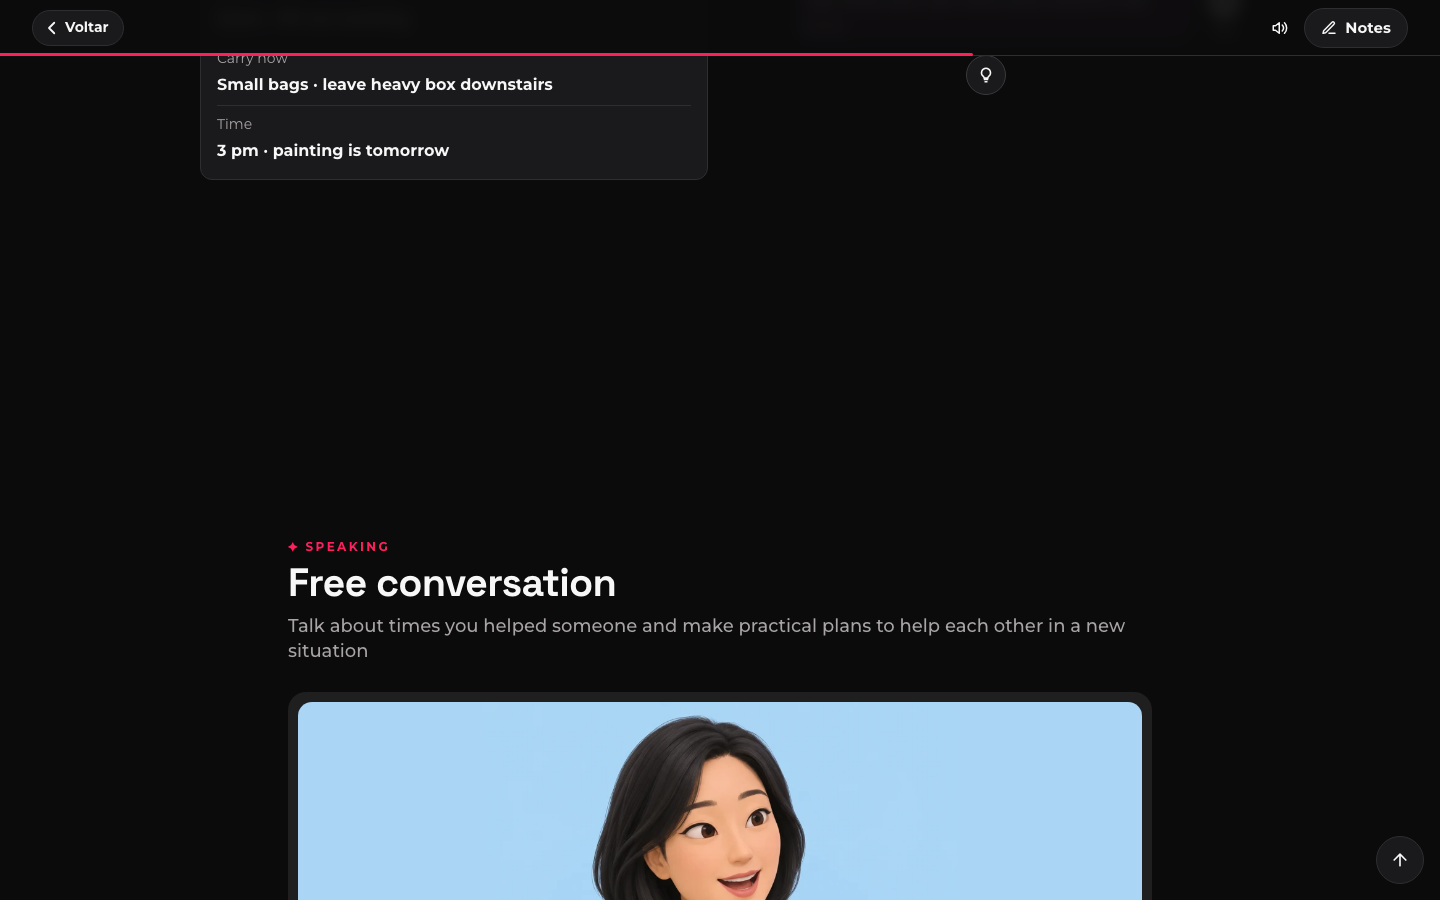 Voltar
Notes
Carry now
Small bags · leave heavy box downstairs
Time
3 pm · painting is tomorrow
SPEAKING
Free conversation
Talk about times you helped someone and make practical plans to help each other in a new
situation